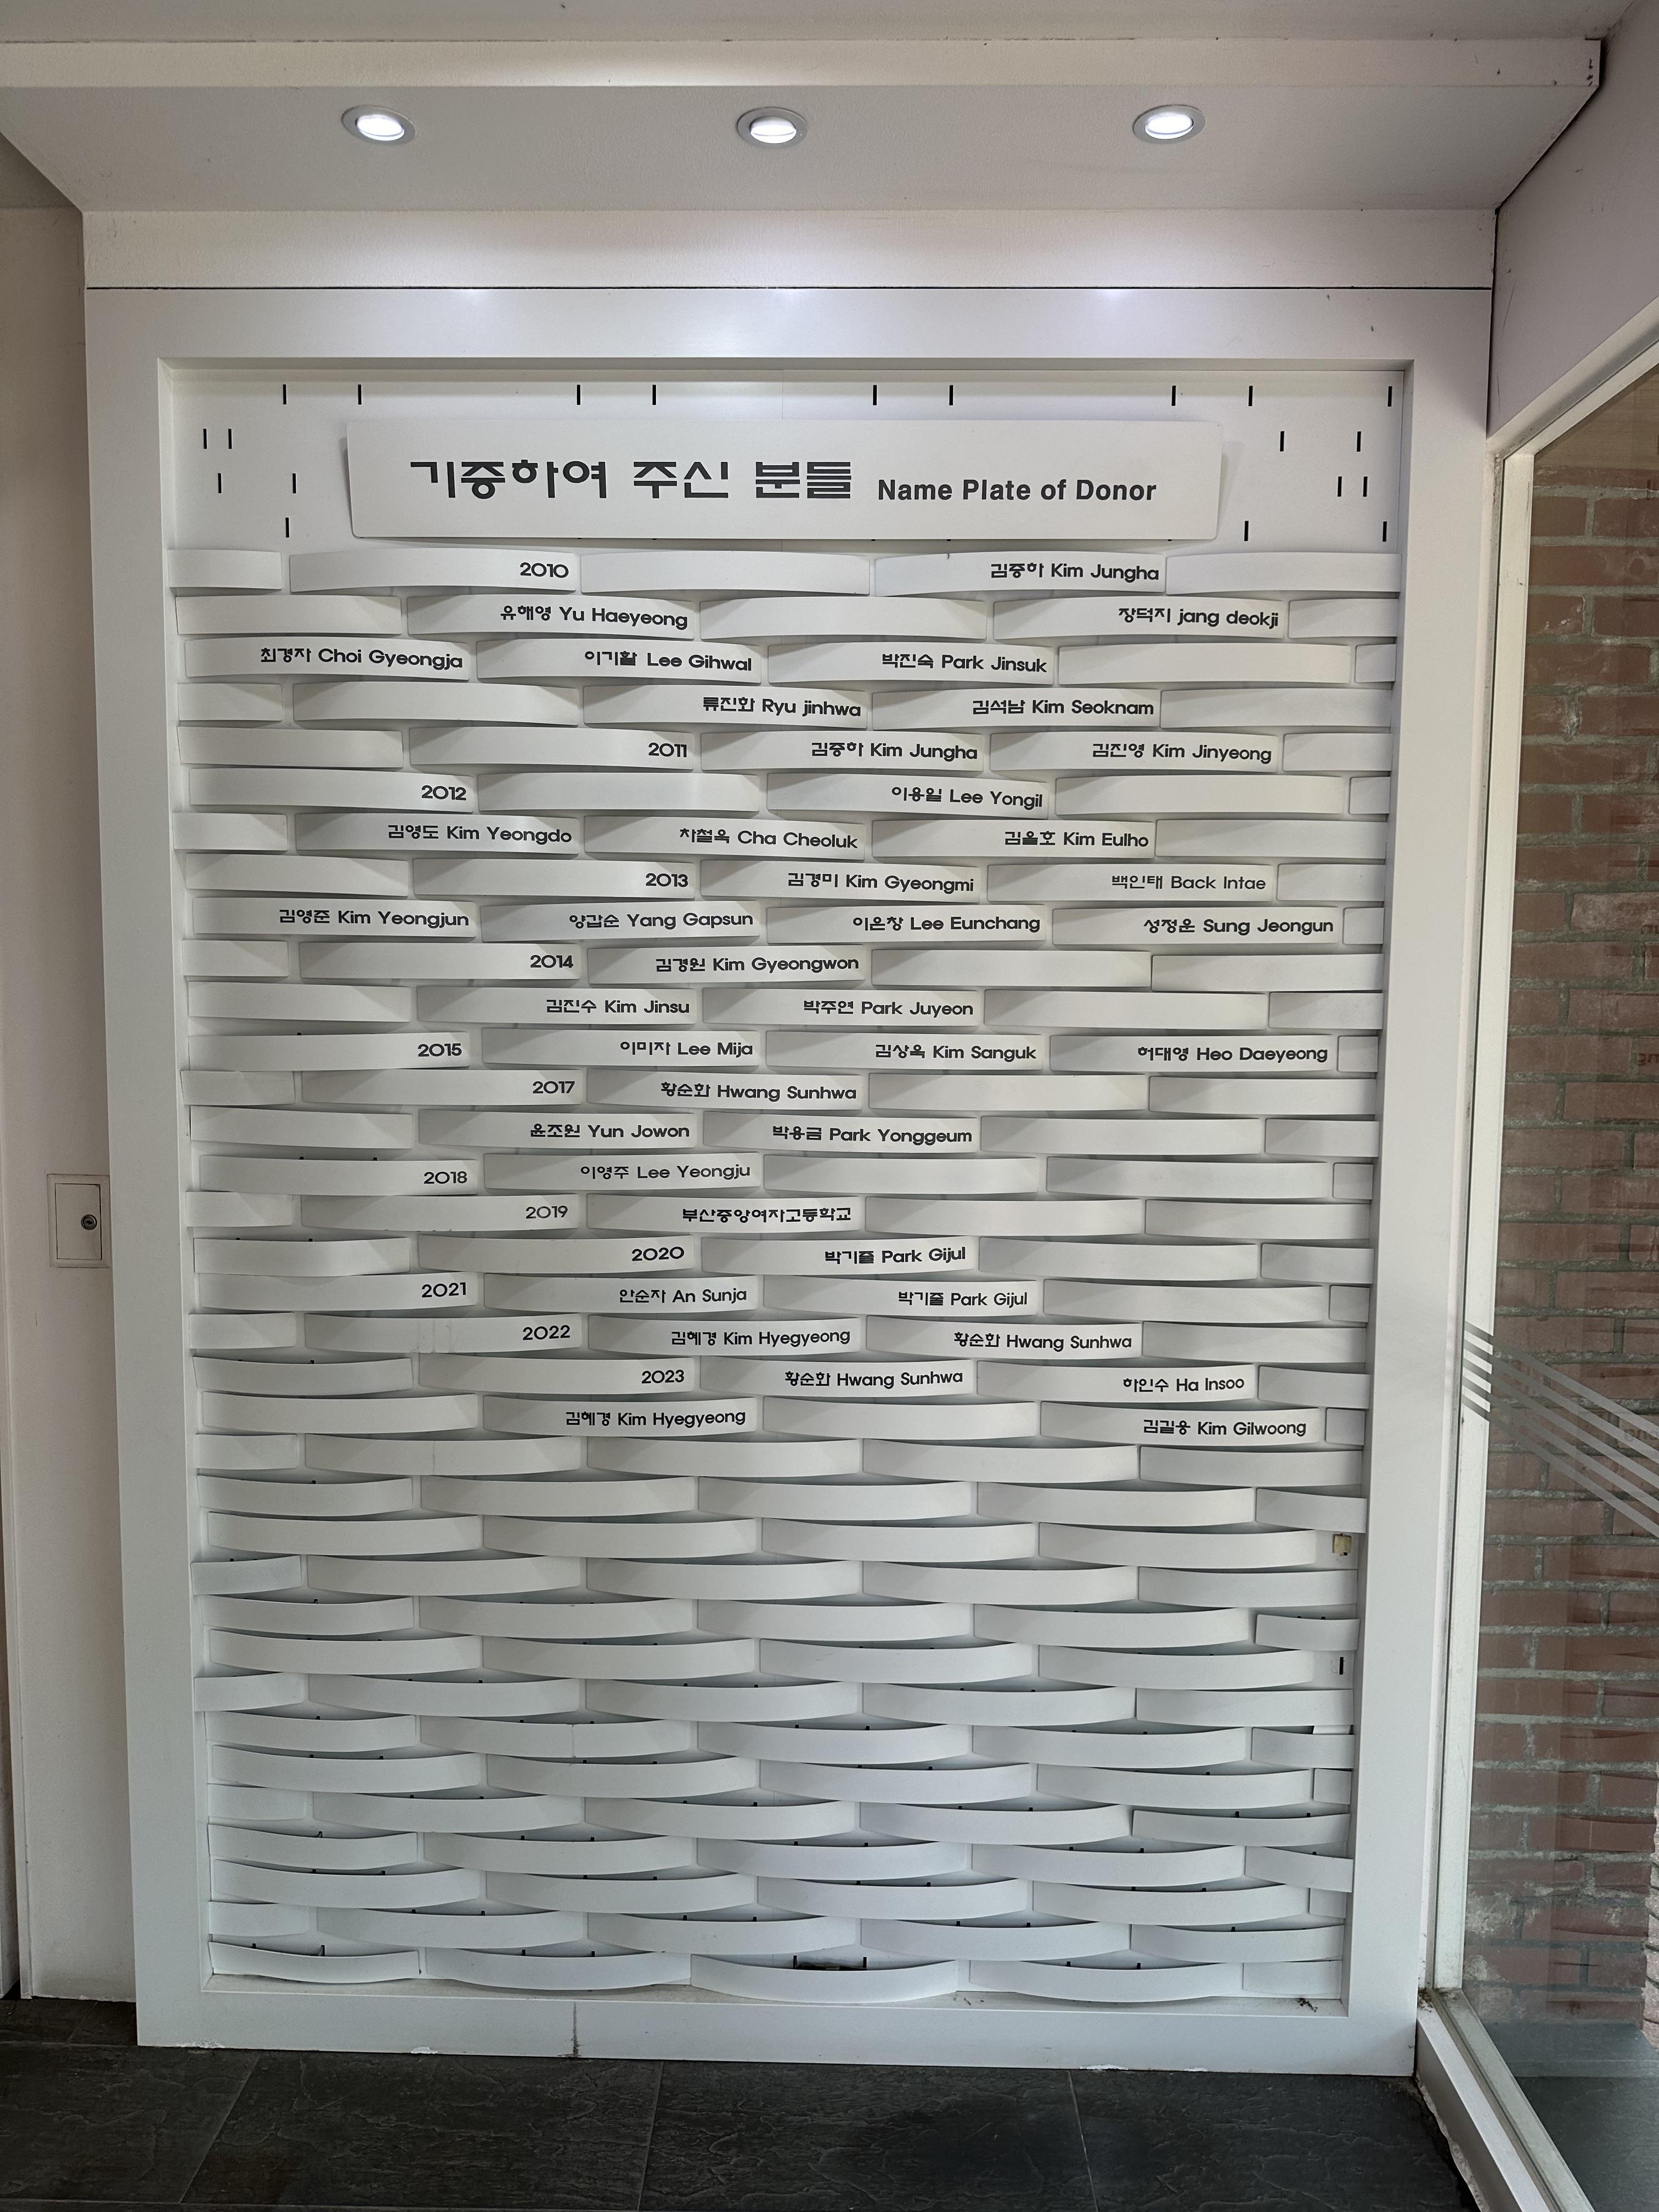 기증하여 주신 분들 Name Plate of Donor
2010 김중하 Kim Jungha
유해영 Yu Haeyeong 장덕지 jang deokji
최경자 Choi Gyeongja 이기활 Lee Gihwal 박진숙 Park Jinsuk
류진화 Ryu jinhwa 김석남 Kim Seoknam
2011 김중하 Kim Jungha 김진영 Kim Jinyeong
2012 이용일 Lee Yongil
김영도 Kim Yeongdo 차철욱 Cha Cheoluk 김을호 Kim Eulho
2013 김경미 Kim Gyeongmi 백인태 Back Intae
김영준 Kim Yeongjun 양갑순 Yang Gapsun 이은창 Lee Eunchang 성정운 Sung Jeongun
2014 김경원 Kim Gyeongwon
김진수 Kim Jinsu 박주연 Park Juyeon
2015 이미자 Lee Mija 김상욱 Kim Sanguk 허대영 Heo Daeyeong
2017 황순화 Hwang Sunhwa
윤조원 Yun Jowon 박용금 Park Yonggeum
2018 이영주 Lee Yeongju
2019 부산중앙여자고등학교
2020 박기줄 Park Gijul
2021 안순자 An Sunja 박기줄 Park Gijul
2022 김혜경 Kim Hyegyeong 황순화 Hwang Sunhwa
2023 황순화 Hwang Sunhwa 하인수 Ha Insoo
김혜경 Kim Hyegyeong 김길웅 Kim Gilwoong